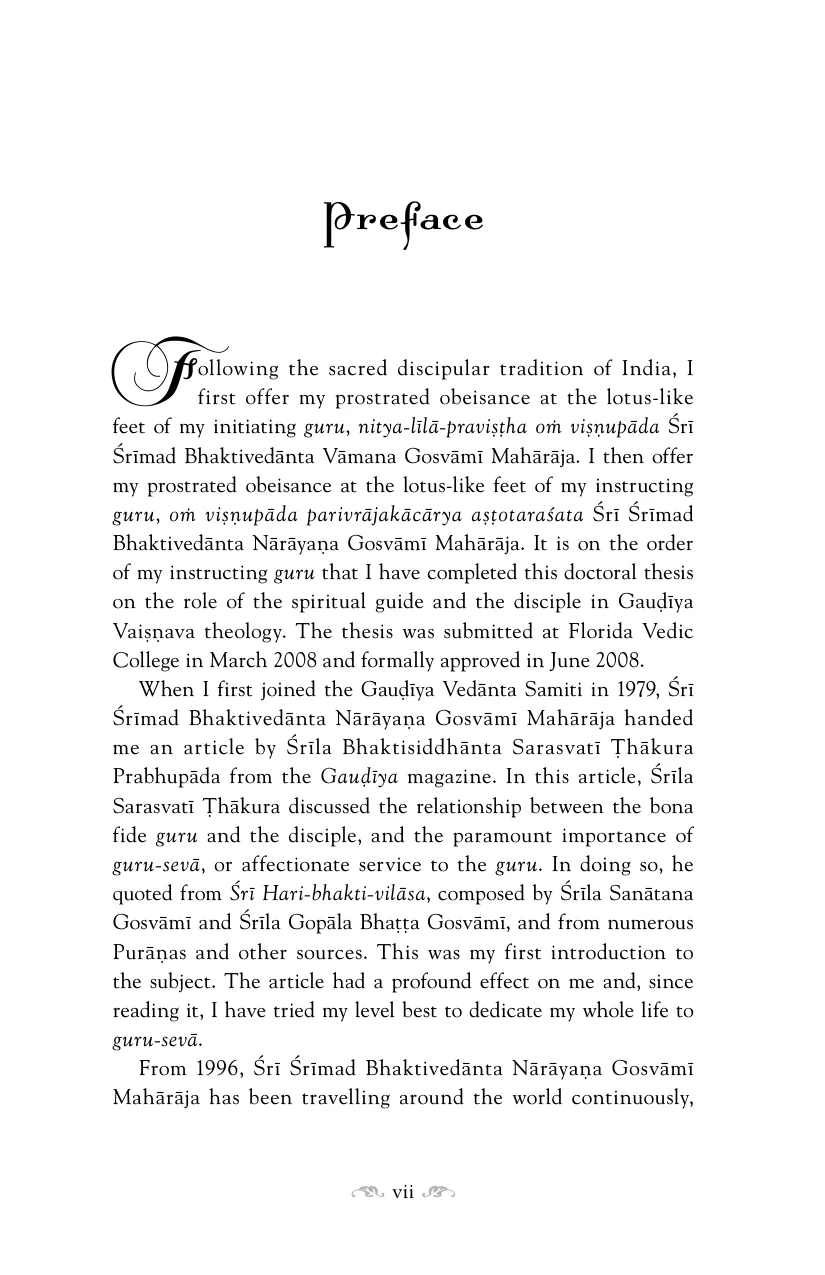 Preface
Following the sacred discipular tradition of India, I
first offer my prostrated obeisance at the lotus-like
feet of my initiating guru, nitya-līlā-praviṣṭha oṁ viṣṇupāda Śrī
Śrīmad Bhaktivedānta Vāmana Gosvāmī Mahārāja. I then offer
my prostrated obeisance at the lotus-like feet of my instructing
guru, oṁ viṣṇupāda parivrājakācārya aṣṭotaraśata Śrī Śrīmad
Bhaktivedānta Nārāyaṇa Gosvāmī Mahārāja. It is on the order
of my instructing guru that I have completed this doctoral thesis
on the role of the spiritual guide and the disciple in Gauḍīya
Vaiṣṇava theology. The thesis was submitted at Florida Vedic
College in March 2008 and formally approved in June 2008.
When I first joined the Gauḍīya Vedānta Samiti in 1979, Śrī
Śrīmad Bhaktivedānta Nārāyaṇa Gosvāmī Mahārāja handed
me an article by Śrīla Bhaktisiddhānta Sarasvatī Ṭhākura
Prabhupāda from the Gauḍīya magazine. In this article, Śrīla
Sarasvatī Ṭhākura discussed the relationship between the bona
fide guru and the disciple, and the paramount importance of
guru-sevā, or affectionate service to the guru. In doing so, he
quoted from Śrī Hari-bhakti-vilāsa, composed by Śrīla Sanātana
Gosvāmī and Śrīla Gopāla Bhaṭṭa Gosvāmī, and from numerous
Purāṇas and other sources. This was my first introduction to
the subject. The article had a profound effect on me and, since
reading it, I have tried my level best to dedicate my whole life to
guru-sevā.
From 1996, Śrī Śrīmad Bhaktivedānta Nārāyaṇa Gosvāmī
Mahārāja has been travelling around the world continuously,
vii